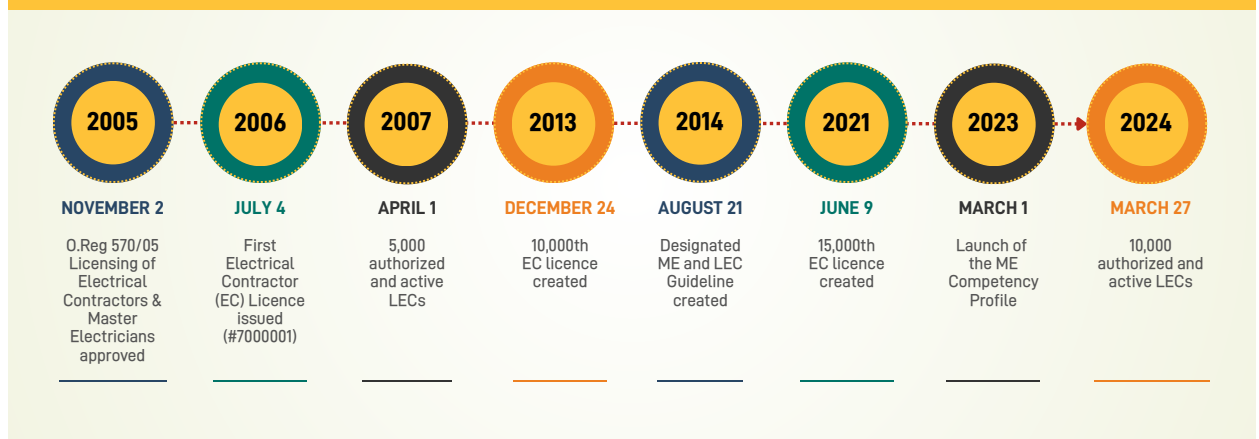 2005
NOVEMBER 2
O.Reg 570/05
Licensing of
Electrical
Contractors &
Master
Electricians
approved
2006
JULY 4
First
Electrical
Contractor
(EC) Licence
issued
(#7000001)
2007
APRIL 1
5,000
authorized
and active
LECs
2013
DECEMBER 24
10,000th
EC licence
created
2014
AUGUST 21
Designated
ME and LEC
Guideline
created
2021
JUNE 9
15,000th
EC licence
created
2023
MARCH 1
Launch of
the ME
Competency
Profile
2024
MARCH 27
10,000
authorized and
active LECs